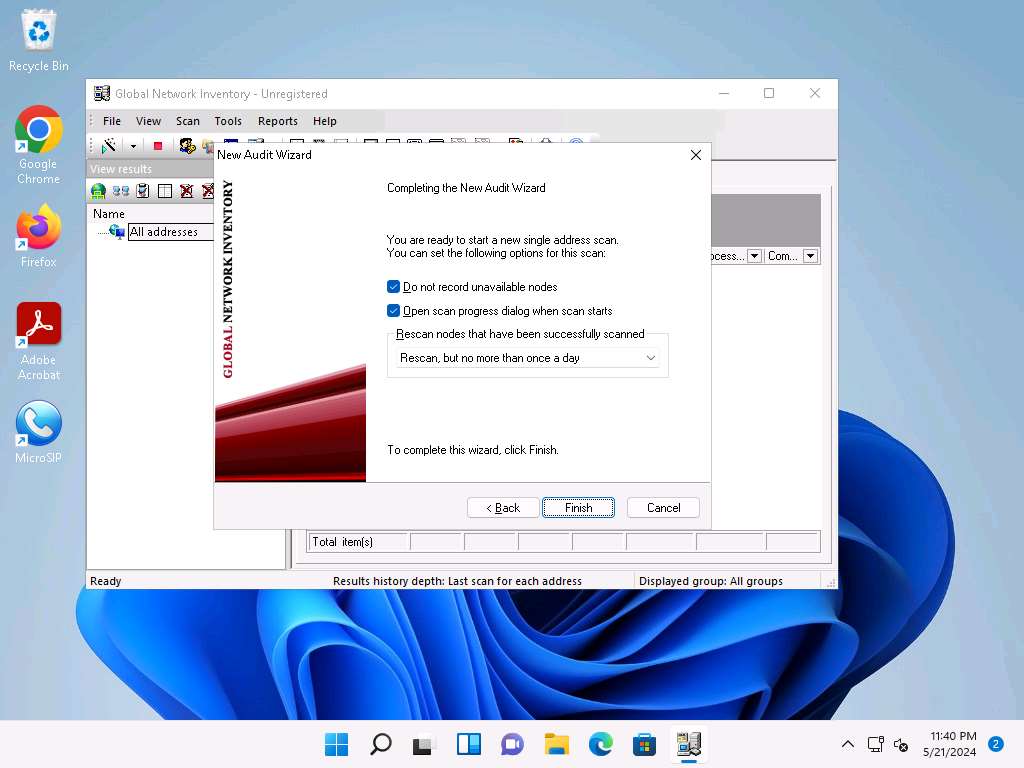 Recycle Bin
Google
Chrome
Firefox
Adobe
Acrobat
MicroSIP
Global Network Inventory - Unregistered
File View Scan Tools Reports Help
View results
Name
All addresses
New Audit Wizard
GLOBAL NETWORK INVENTORY
Completing the New Audit Wizard
You are ready to start a new single address scan.
You can set the following options for this scan:
Do not record unavailable nodes
Open scan progress dialog when scan starts
Rescan nodes that have been successfully scanned
Rescan, but no more than once a day
To complete this wizard, click Finish.
< Back Finish Cancel
ocess... Com...
Total item(s)
Ready Results history depth: Last scan for each address Displayed group: All groups
11:40 PM
5/21/2024
2